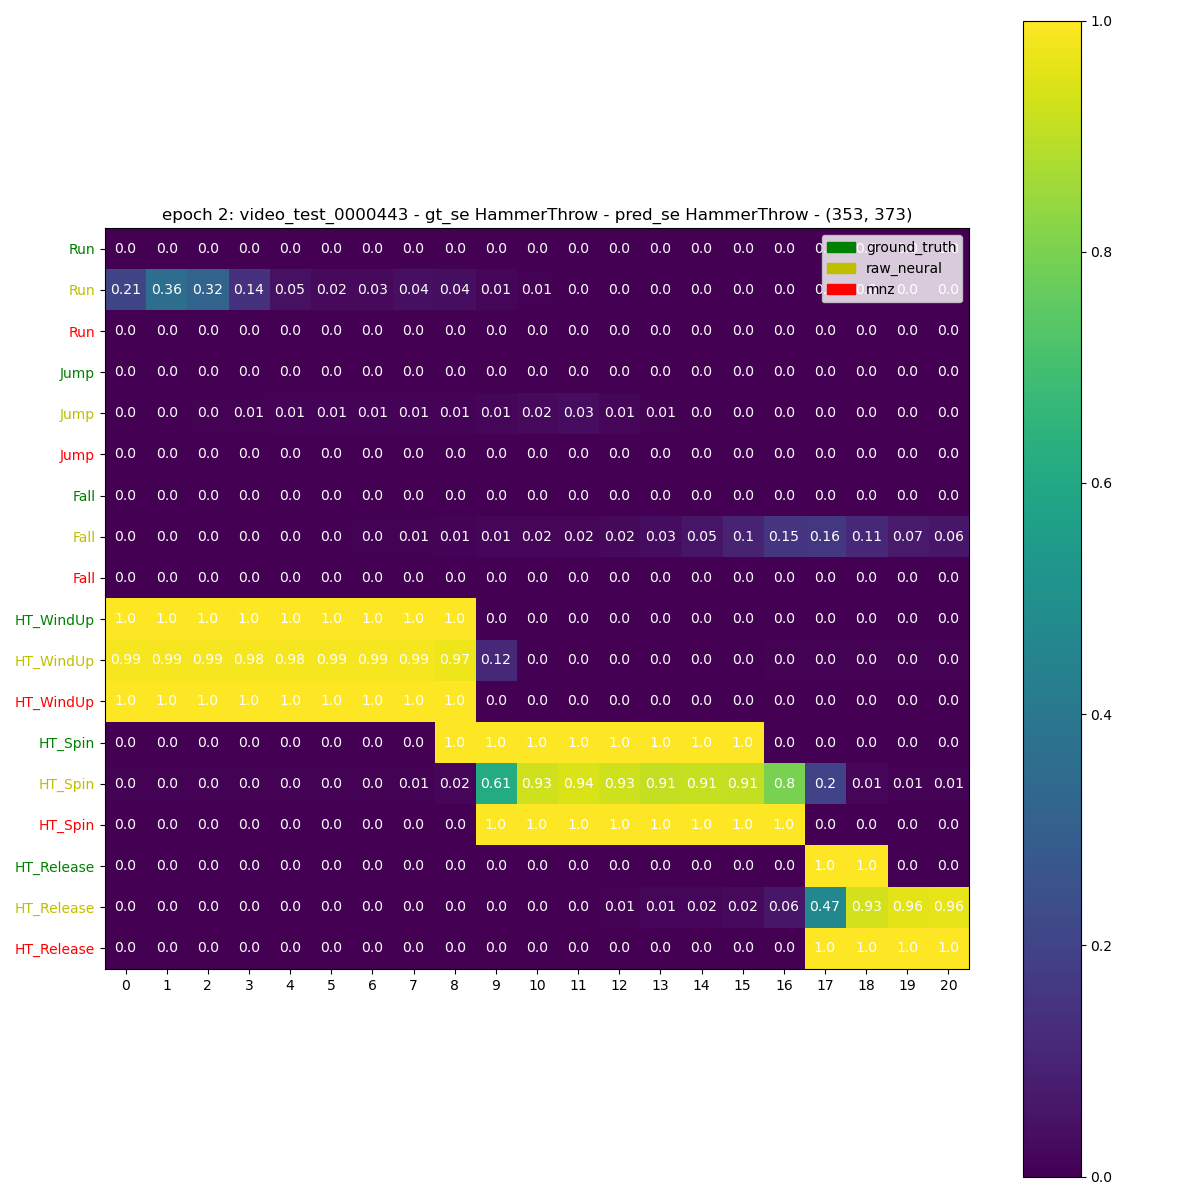 epoch 2: video_test_0000443 - gt_se HammerThrow - pred_se HammerThrow - (353, 373)
ground_truth
raw_neural
mnz
Run 0.0 0.0 0.0 0.0 0.0 0.0 0.0 0.0 0.0 0.0 0.0 0.0 0.0 0.0 0.0 0.0 0.0
Run 0.21 0.36 0.32 0.14 0.05 0.02 0.03 0.04 0.04 0.01 0.01 0.0 0.0 0.0 0.0 0.0 0.0 0.0 0.0
Run 0.0 0.0 0.0 0.0 0.0 0.0 0.0 0.0 0.0 0.0 0.0 0.0 0.0 0.0 0.0 0.0 0.0 0.0 0.0 0.0 0.0
Jump 0.0 0.0 0.0 0.0 0.0 0.0 0.0 0.0 0.0 0.0 0.0 0.0 0.0 0.0 0.0 0.0 0.0 0.0 0.0 0.0 0.0
Jump 0.0 0.0 0.0 0.01 0.01 0.01 0.01 0.01 0.01 0.01 0.02 0.03 0.01 0.01 0.0 0.0 0.0 0.0 0.0 0.0 0.0
Jump 0.0 0.0 0.0 0.0 0.0 0.0 0.0 0.0 0.0 0.0 0.0 0.0 0.0 0.0 0.0 0.0 0.0 0.0 0.0 0.0 0.0
Fall 0.0 0.0 0.0 0.0 0.0 0.0 0.0 0.0 0.0 0.0 0.0 0.0 0.0 0.0 0.0 0.0 0.0 0.0 0.0 0.0 0.0
Fall 0.0 0.0 0.0 0.0 0.0 0.0 0.0 0.01 0.01 0.01 0.02 0.02 0.02 0.03 0.05 0.1 0.15 0.16 0.11 0.07 0.06
Fall 0.0 0.0 0.0 0.0 0.0 0.0 0.0 0.0 0.0 0.0 0.0 0.0 0.0 0.0 0.0 0.0 0.0 0.0 0.0 0.0 0.0
HT_WindUp 1.0 1.0 1.0 1.0 1.0 1.0 1.0 1.0 1.0 0.0 0.0 0.0 0.0 0.0 0.0 0.0 0.0 0.0 0.0 0.0 0.0
HT_WindUp 0.99 0.99 0.99 0.98 0.98 0.99 0.99 0.99 0.97 0.12 0.0 0.0 0.0 0.0 0.0 0.0 0.0 0.0 0.0 0.0 0.0
HT_WindUp 1.0 1.0 1.0 1.0 1.0 1.0 1.0 1.0 1.0 0.0 0.0 0.0 0.0 0.0 0.0 0.0 0.0 0.0 0.0 0.0 0.0
HT_Spin 0.0 0.0 0.0 0.0 0.0 0.0 0.0 0.0 1.0 1.0 1.0 1.0 1.0 1.0 1.0 1.0 0.0 0.0 0.0 0.0 0.0
HT_Spin 0.0 0.0 0.0 0.0 0.0 0.0 0.0 0.01 0.02 0.61 0.93 0.94 0.93 0.91 0.91 0.91 0.8 0.2 0.01 0.01 0.01
HT_Spin 0.0 0.0 0.0 0.0 0.0 0.0 0.0 0.0 0.0 1.0 1.0 1.0 1.0 1.0 1.0 1.0 1.0 0.0 0.0 0.0 0.0
HT_Release 0.0 0.0 0.0 0.0 0.0 0.0 0.0 0.0 0.0 0.0 0.0 0.0 0.0 0.0 0.0 0.0 0.0 1.0 1.0 0.0 0.0
HT_Release 0.0 0.0 0.0 0.0 0.0 0.0 0.0 0.0 0.0 0.0 0.0 0.0 0.01 0.01 0.02 0.02 0.06 0.47 0.93 0.96 0.96
HT_Release 0.0 0.0 0.0 0.0 0.0 0.0 0.0 0.0 0.0 0.0 0.0 0.0 0.0 0.0 0.0 0.0 0.0 1.0 1.0 1.0 1.0
0 1 2 3 4 5 6 7 8 9 10 11 12 13 14 15 16 17 18 19 20
1.0
0.8
0.6
0.4
0.2
0.0